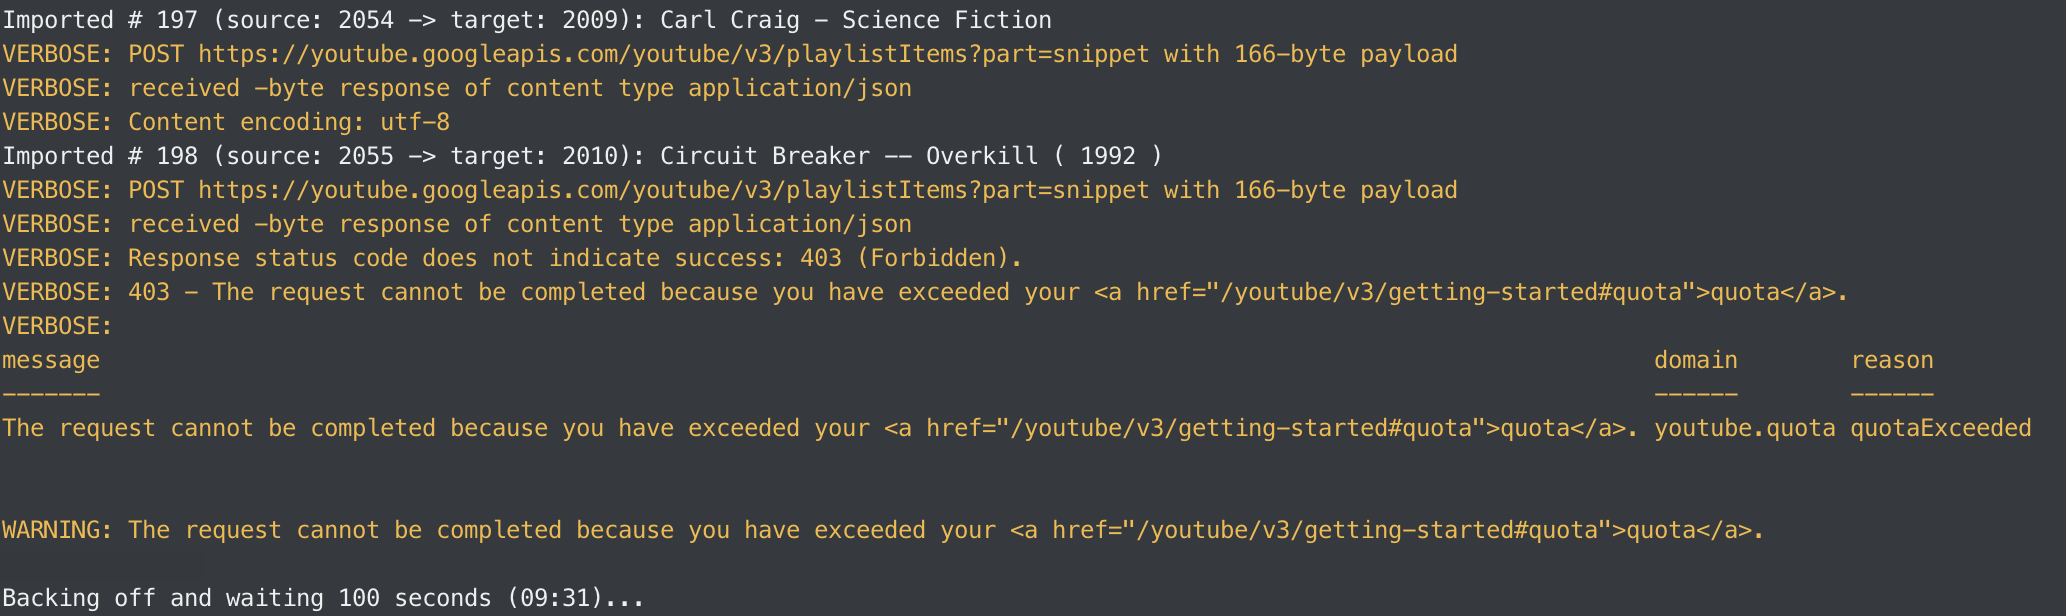 Imported # 197 (source: 2054 -> target: 2009): Carl Craig - Science Fiction
VERBOSE: POST https://youtube.googleapis.com/youtube/v3/playlistItems?part=snippet with 166-byte payload
VERBOSE: received -byte response of content type application/json
VERBOSE: Content encoding: utf-8
Imported # 198 (source: 2055 -> target: 2010): Circuit Breaker -- Overkill ( 1992 )
VERBOSE: POST https://youtube.googleapis.com/youtube/v3/playlistItems?part=snippet with 166-byte payload
VERBOSE: received -byte response of content type application/json
VERBOSE: Response status code does not indicate success: 403 (Forbidden).
VERBOSE: 403 - The request cannot be completed because you have exceeded your <a href="/youtube/v3/getting-started#quota">quota</a>.
VERBOSE:
message domain reason
------- ------ ------
The request cannot be completed because you have exceeded your <a href="/youtube/v3/getting-started#quota">quota</a>. youtube.quota quotaExceeded
WARNING: The request cannot be completed because you have exceeded your <a href="/youtube/v3/getting-started#quota">quota</a>.
Backing off and waiting 100 seconds (09:31)...